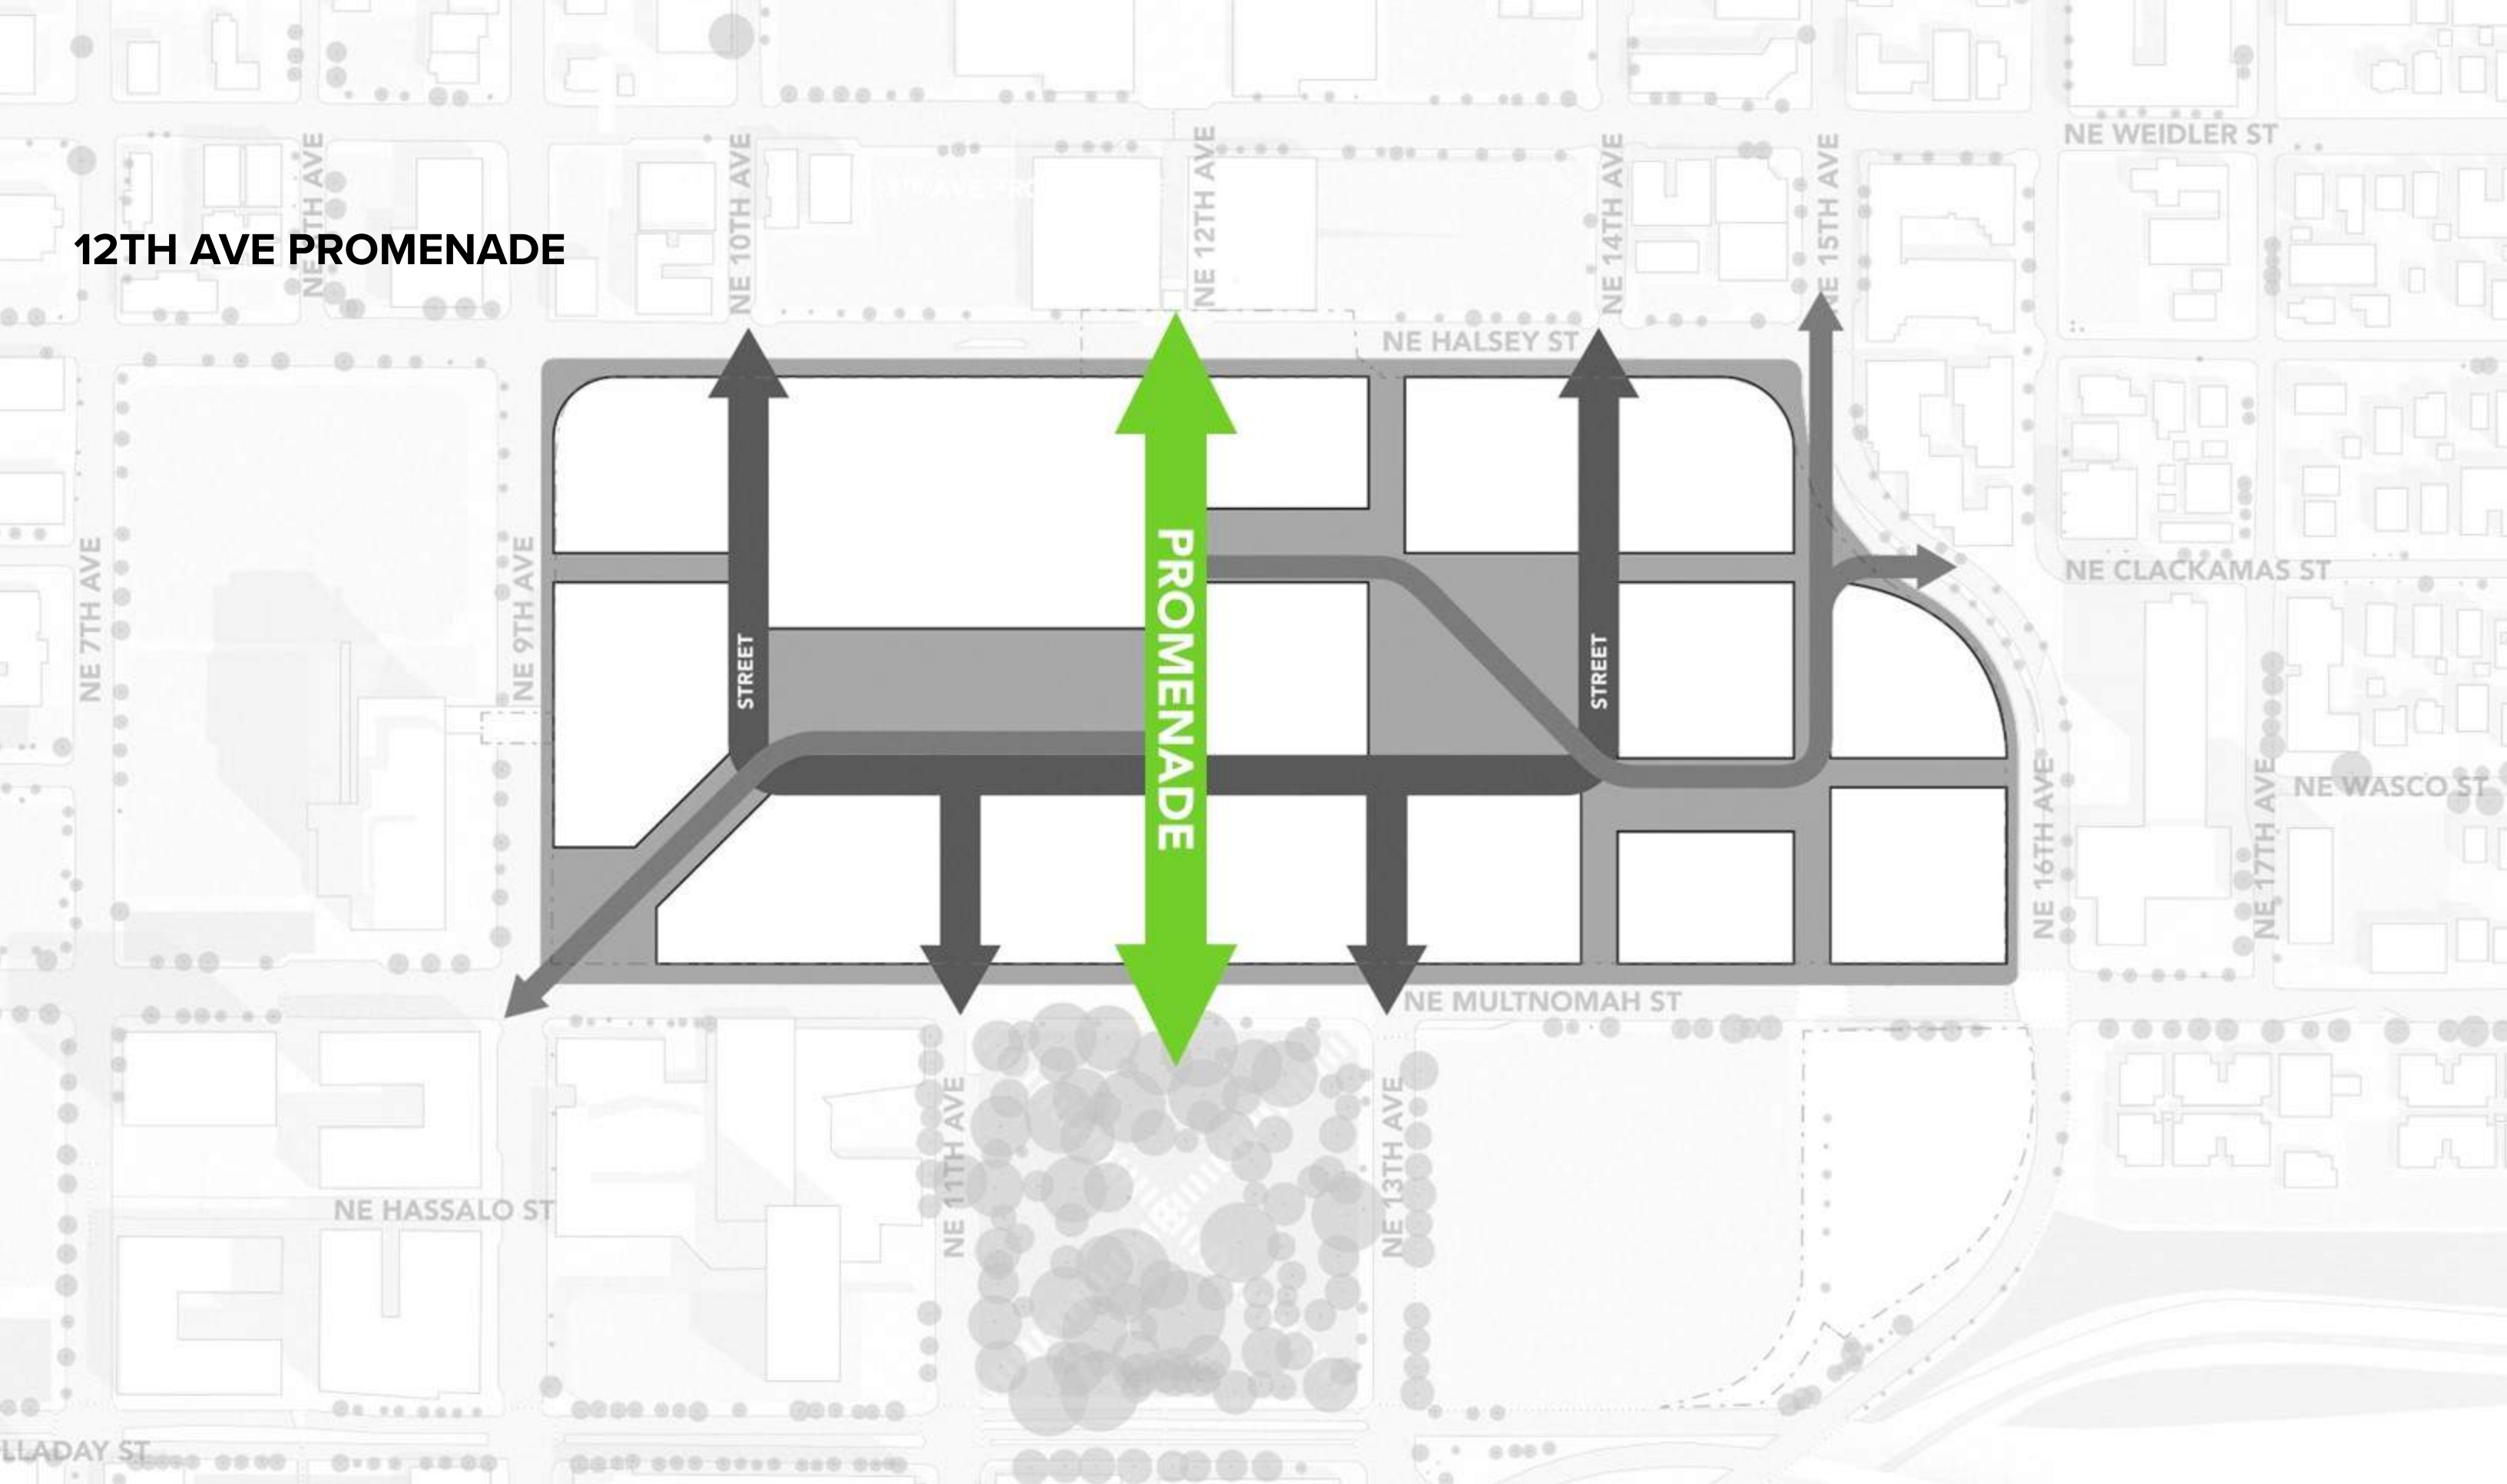 NE WEIDLER ST
NE 10TH AVE
NE 12TH AVE
NE 14TH AVE
NE 15TH AVE
12TH AVE PROMENADE
NE HALSEY ST
NE 7TH AVE
NE 9TH AVE
STREET
PROMENADE
STREET
NE CLACKAMAS ST
NE WASCO ST
NE 16TH AVE
NE 17TH AVE
NE MULTNOMAH ST
NE 11TH AVE
NE 13TH AVE
NE HASSALO ST
LLADAY ST